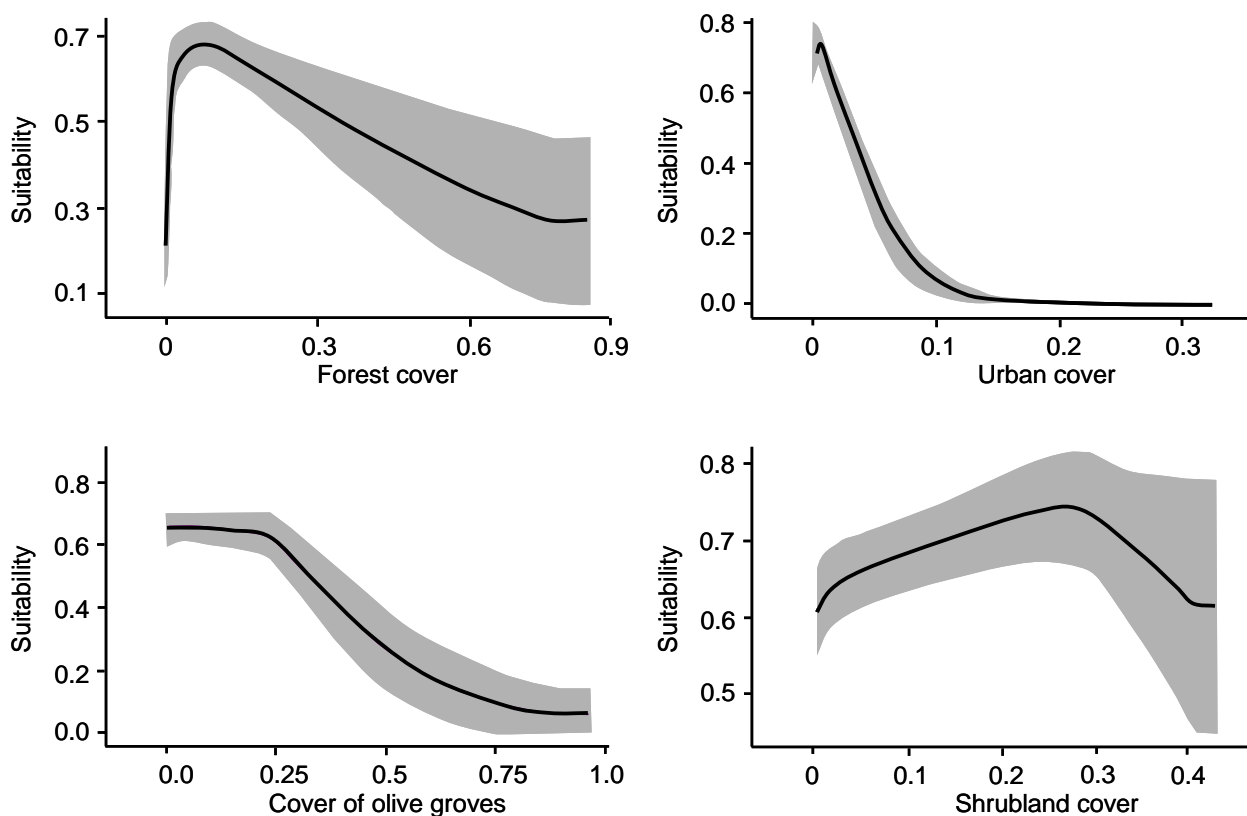 Suitability
0.7
0.5
0.3
0.1
0 0.3 0.6 0.9
Forest cover
Suitability
0.8
0.6
0.4
0.2
0.0
0 0.1 0.2 0.3
Urban cover
Suitability
0.8
0.6
0.4
0.2
0.0
0.0 0.25 0.5 0.75 1.0
Cover of olive groves
Suitability
0.8
0.7
0.6
0.5
0 0.1 0.2 0.3 0.4
Shrubland cover